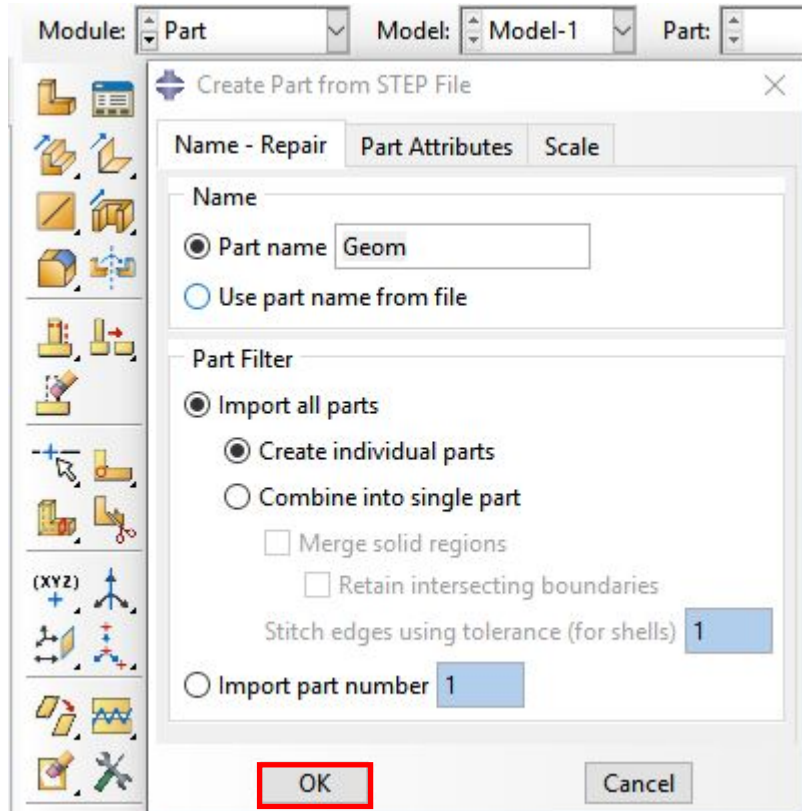 Module: Part Model: Model-1 Part:
Create Part from STEP File
Name - Repair Part Attributes Scale
Name
Part name Geom
Use part name from file
Part Filter
Import all parts
Create individual parts
Combine into single part
Merge solid regions
Retain intersecting boundaries
Stitch edges using tolerance (for shells) 1
(XYZ)
Import part number 1
OK Cancel